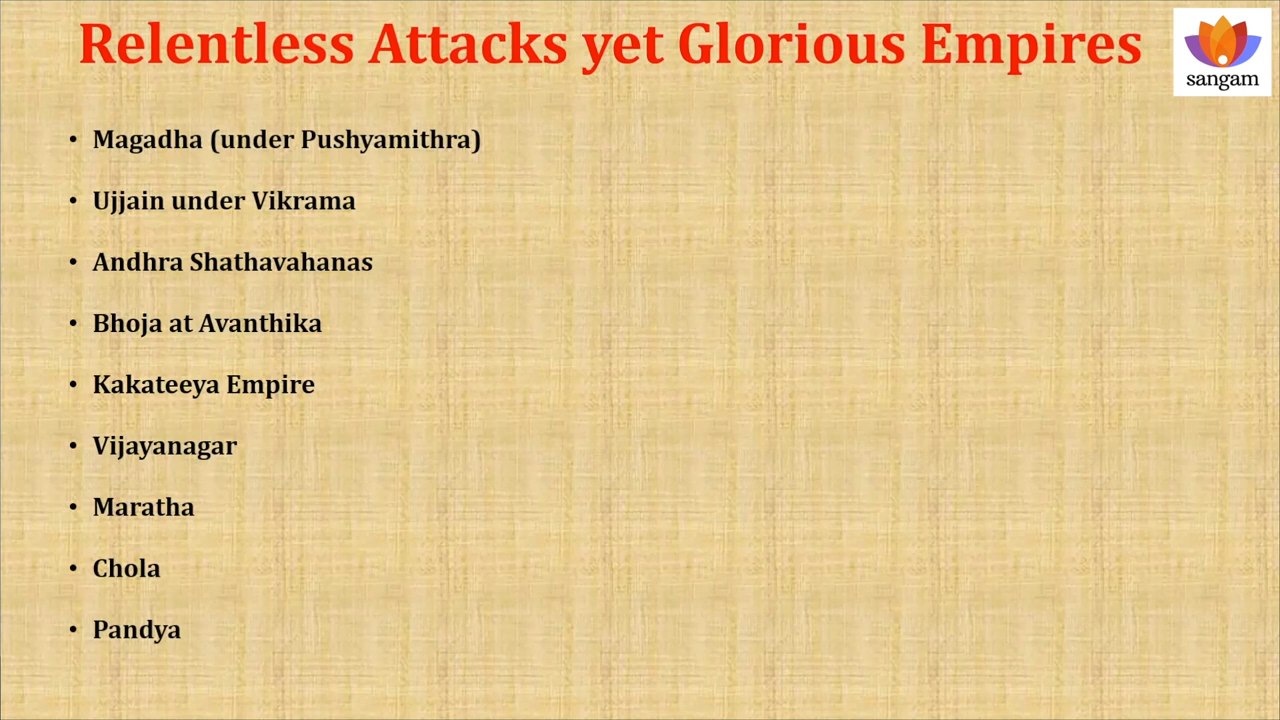 Relentless Attacks yet Glorious Empires
sangam
• Magadha (under Pushyamithra)
• Ujjain under Vikrama
• Andhra Shathavahanas
• Bhoja at Avanthika
• Kakateeya Empire
• Vijayanagar
• Maratha
• Chola
• Pandya